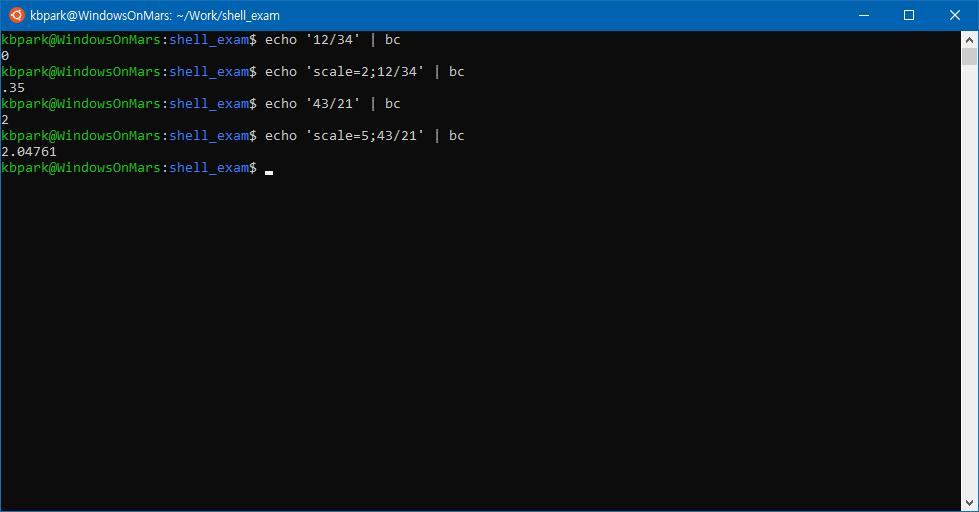 kbpark@WindowsOnMars: ~/Work/shell_exam
kbpark@WindowsOnMars:shell_exam$ echo '12/34' | bc
0
kbpark@WindowsOnMars:shell_exam$ echo 'scale=2;12/34' | bc
.35
kbpark@WindowsOnMars:shell_exam$ echo '43/21' | bc
2
kbpark@WindowsOnMars:shell_exam$ echo 'scale=5;43/21' | bc
2.04761
kbpark@WindowsOnMars:shell_exam$